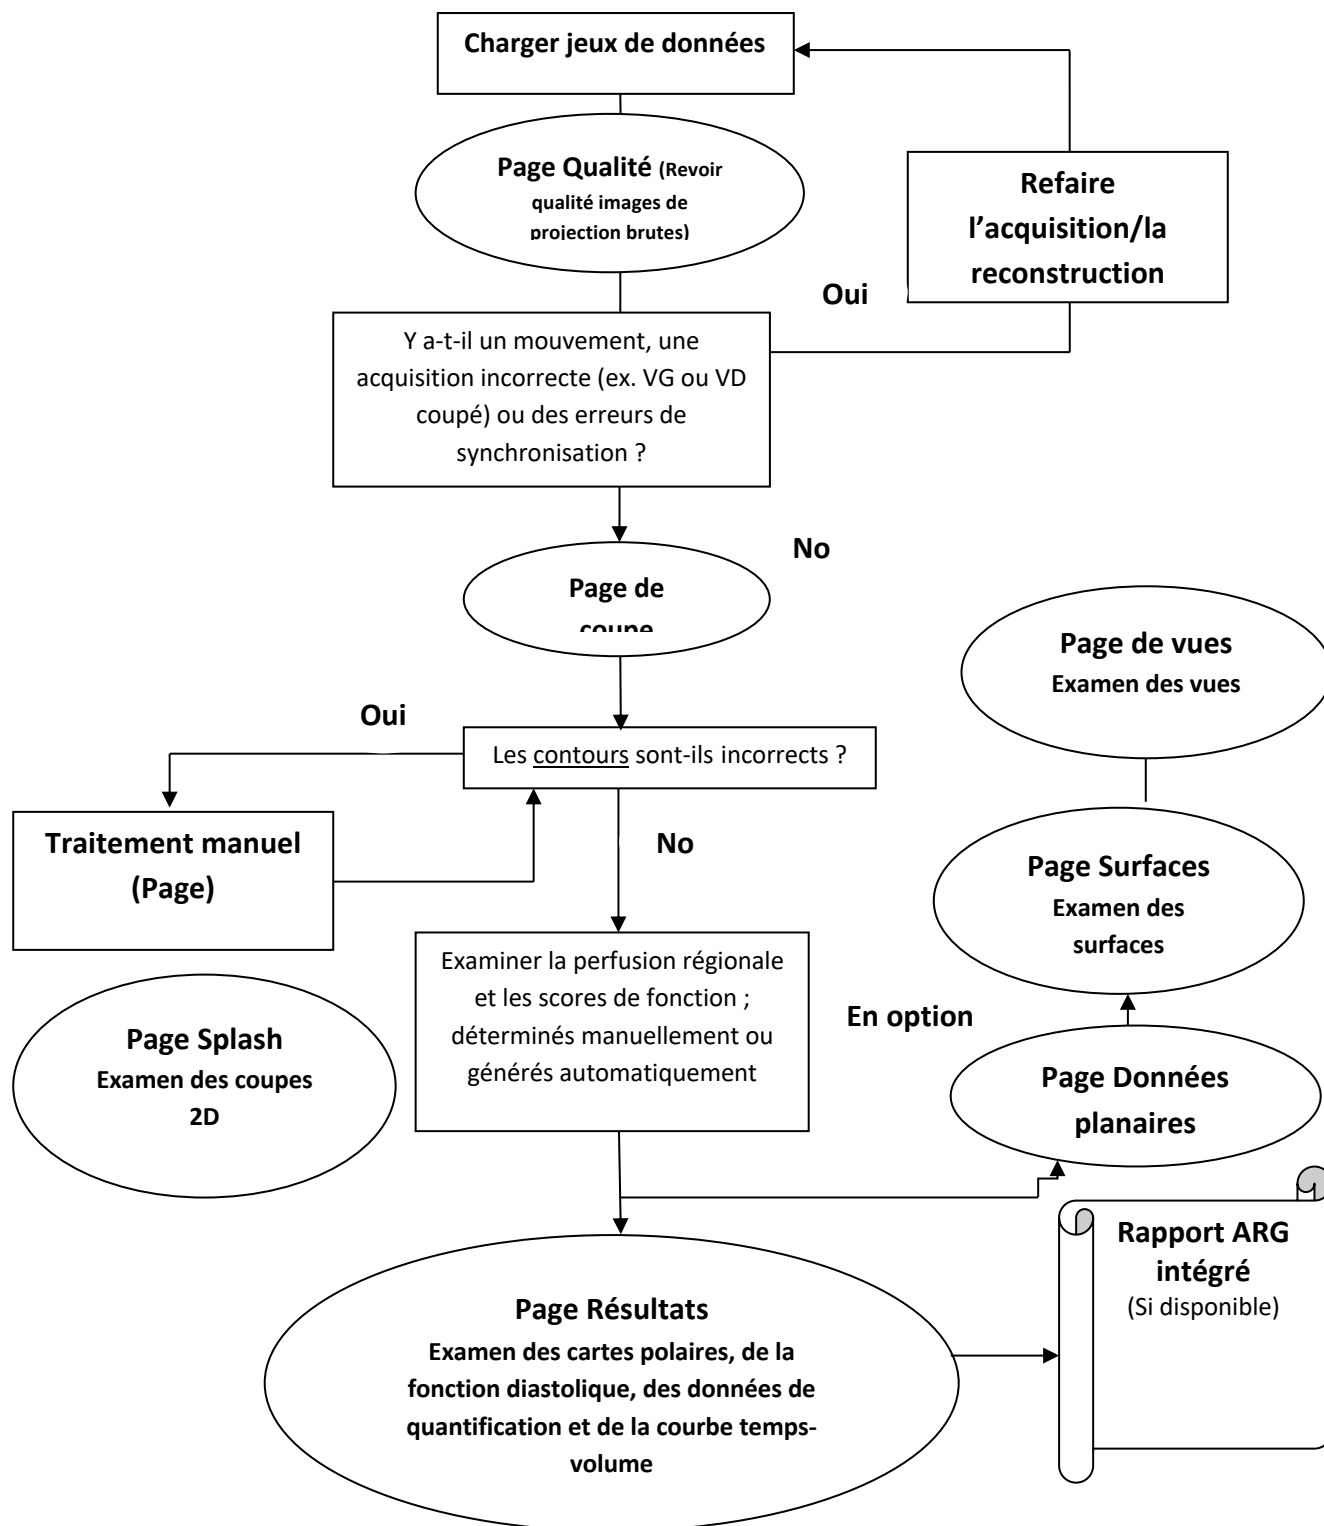 Charger jeux de données
Page Qualité (Revoir
qualité images de
projection brutes)
Refaire
l'acquisition/la
reconstruction
Oui
Y a-t-il un mouvement, une
acquisition incorrecte (ex. VG ou VD
coupé) ou des erreurs de
synchronisation ?
No
Page de
coupe
Page de vues
Examen des vues
Oui
Les contours sont-ils incorrects ?
Traitement manuel
(Page)
No
Page Surfaces
Examen des
surfaces
Examiner la perfusion régionale
et les scores de fonction ;
déterminés manuellement ou
générés automatiquement
En option
Page Splash
Examen des coupes
2D
Page Données
planaires
Rapport ARG
intégré
(Si disponible)
Page Résultats
Examen des cartes polaires, de la
fonction diastolique, des données de
quantification et de la courbe temps-
volume